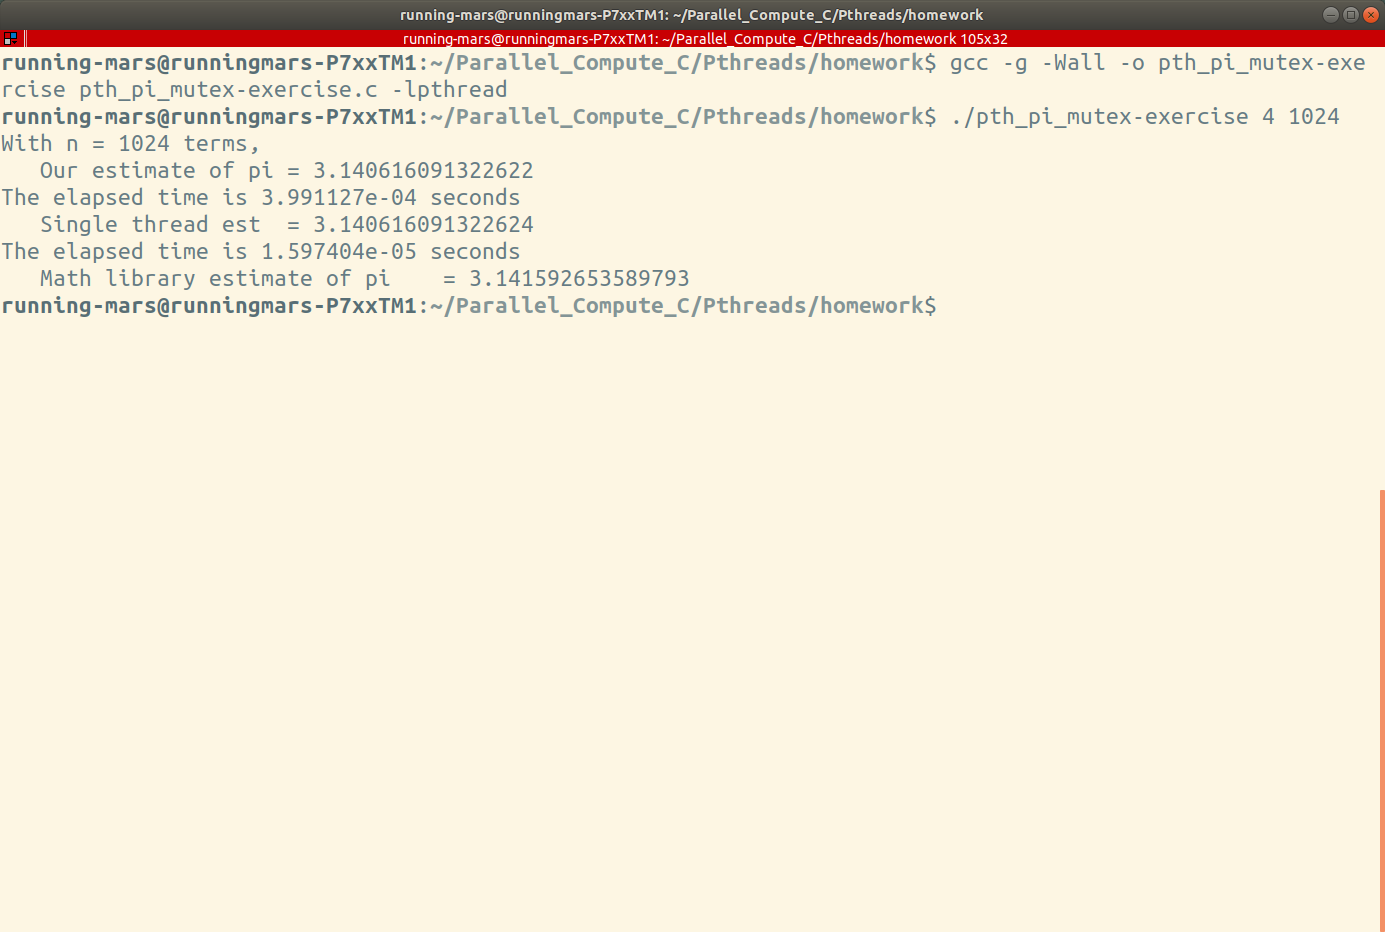 running-mars@runningmars-P7xxTM1: ~/Parallel_Compute_C/Pthreads/homework
running-mars@runningmars-P7xxTM1: ~/Parallel_Compute_C/Pthreads/homework 105x32
running-mars@runningmars-P7xxTM1:~/Parallel_Compute_C/Pthreads/homework$ gcc -g -Wall -o pth_pi_mutex-exe
rcise pth_pi_mutex-exercise.c -lpthread
running-mars@runningmars-P7xxTM1:~/Parallel_Compute_C/Pthreads/homework$ ./pth_pi_mutex-exercise 4 1024
With n = 1024 terms,
   Our estimate of pi = 3.140616091322622
The elapsed time is 3.991127e-04 seconds
   Single thread est  = 3.140616091322624
The elapsed time is 1.597404e-05 seconds
   Math library estimate of pi    = 3.141592653589793
running-mars@runningmars-P7xxTM1:~/Parallel_Compute_C/Pthreads/homework$